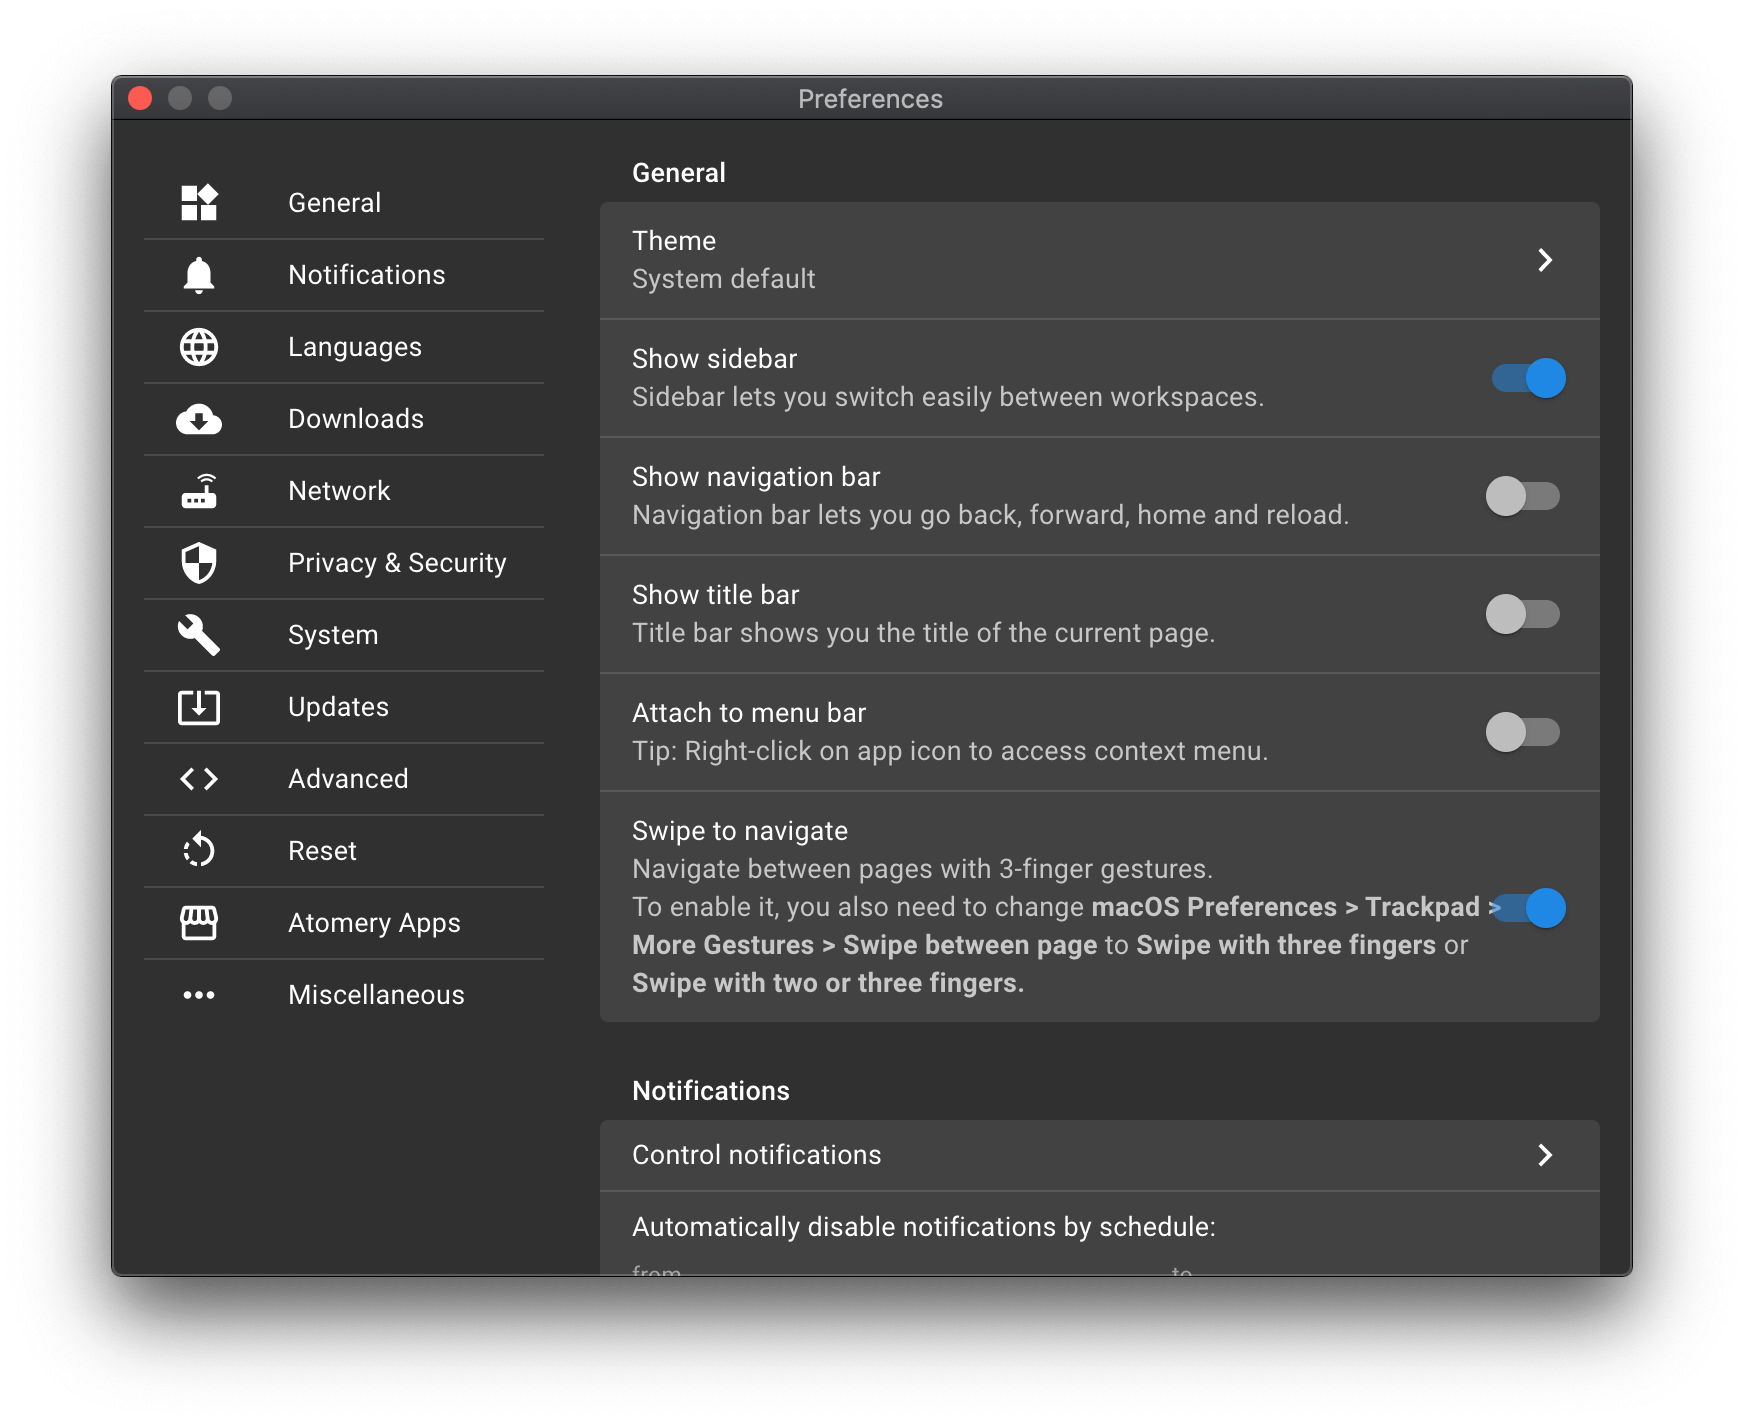 Preferences
General
Notifications
Languages
Downloads
Network
Privacy & Security
System
Updates
Advanced
Reset
Atomery Apps
Miscellaneous
General
Theme
System default
Show sidebar
Sidebar lets you switch easily between workspaces.
Show navigation bar
Navigation bar lets you go back, forward, home and reload.
Show title bar
Title bar shows you the title of the current page.
Attach to menu bar
Tip: Right-click on app icon to access context menu.
Swipe to navigate
Navigate between pages with 3-finger gestures.
To enable it, you also need to change macOS Preferences > Trackpad >
More Gestures > Swipe between page to Swipe with three fingers or
Swipe with two or three fingers.
Notifications
Control notifications
Automatically disable notifications by schedule:
from to